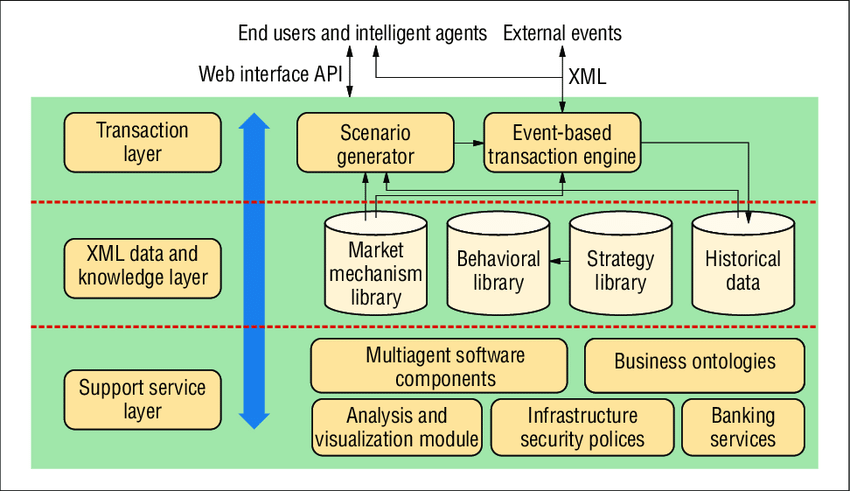 End users and intelligent agents
External events
Web interface API
XML
Transaction
layer
Scenario
generator
Event-based
transaction engine
XML data and
knowledge layer
Market
mechanism
library
Behavioral
library
Strategy
library
Historical
data
Support service
layer
Multiagent software
components
Business ontologies
Analysis and
visualization module
Infrastructure
security polices
Banking
services